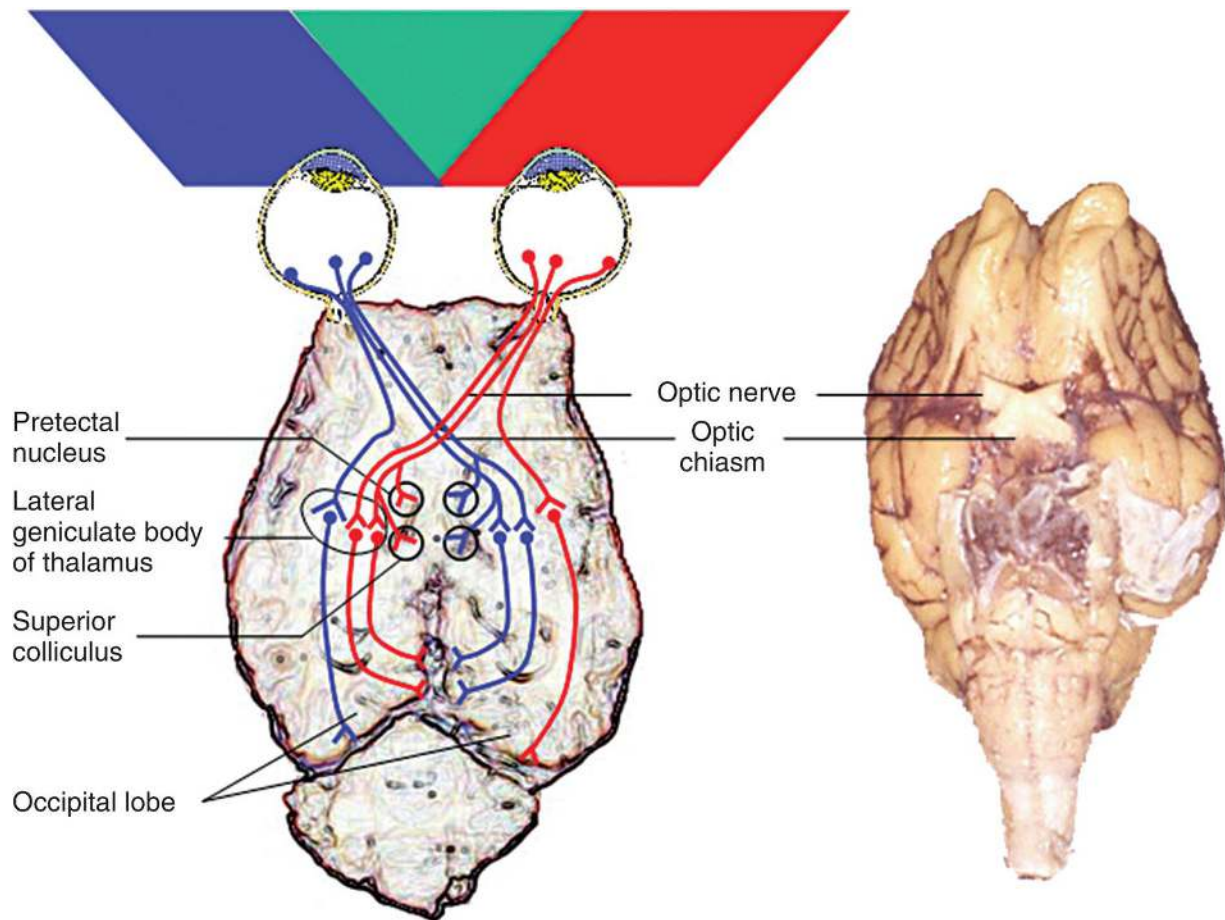 Optic nerve
Optic
chiasm
Pretectal
nucleus
Lateral
geniculate body
of thalamus
Superior
colliculus
Occipital lobe